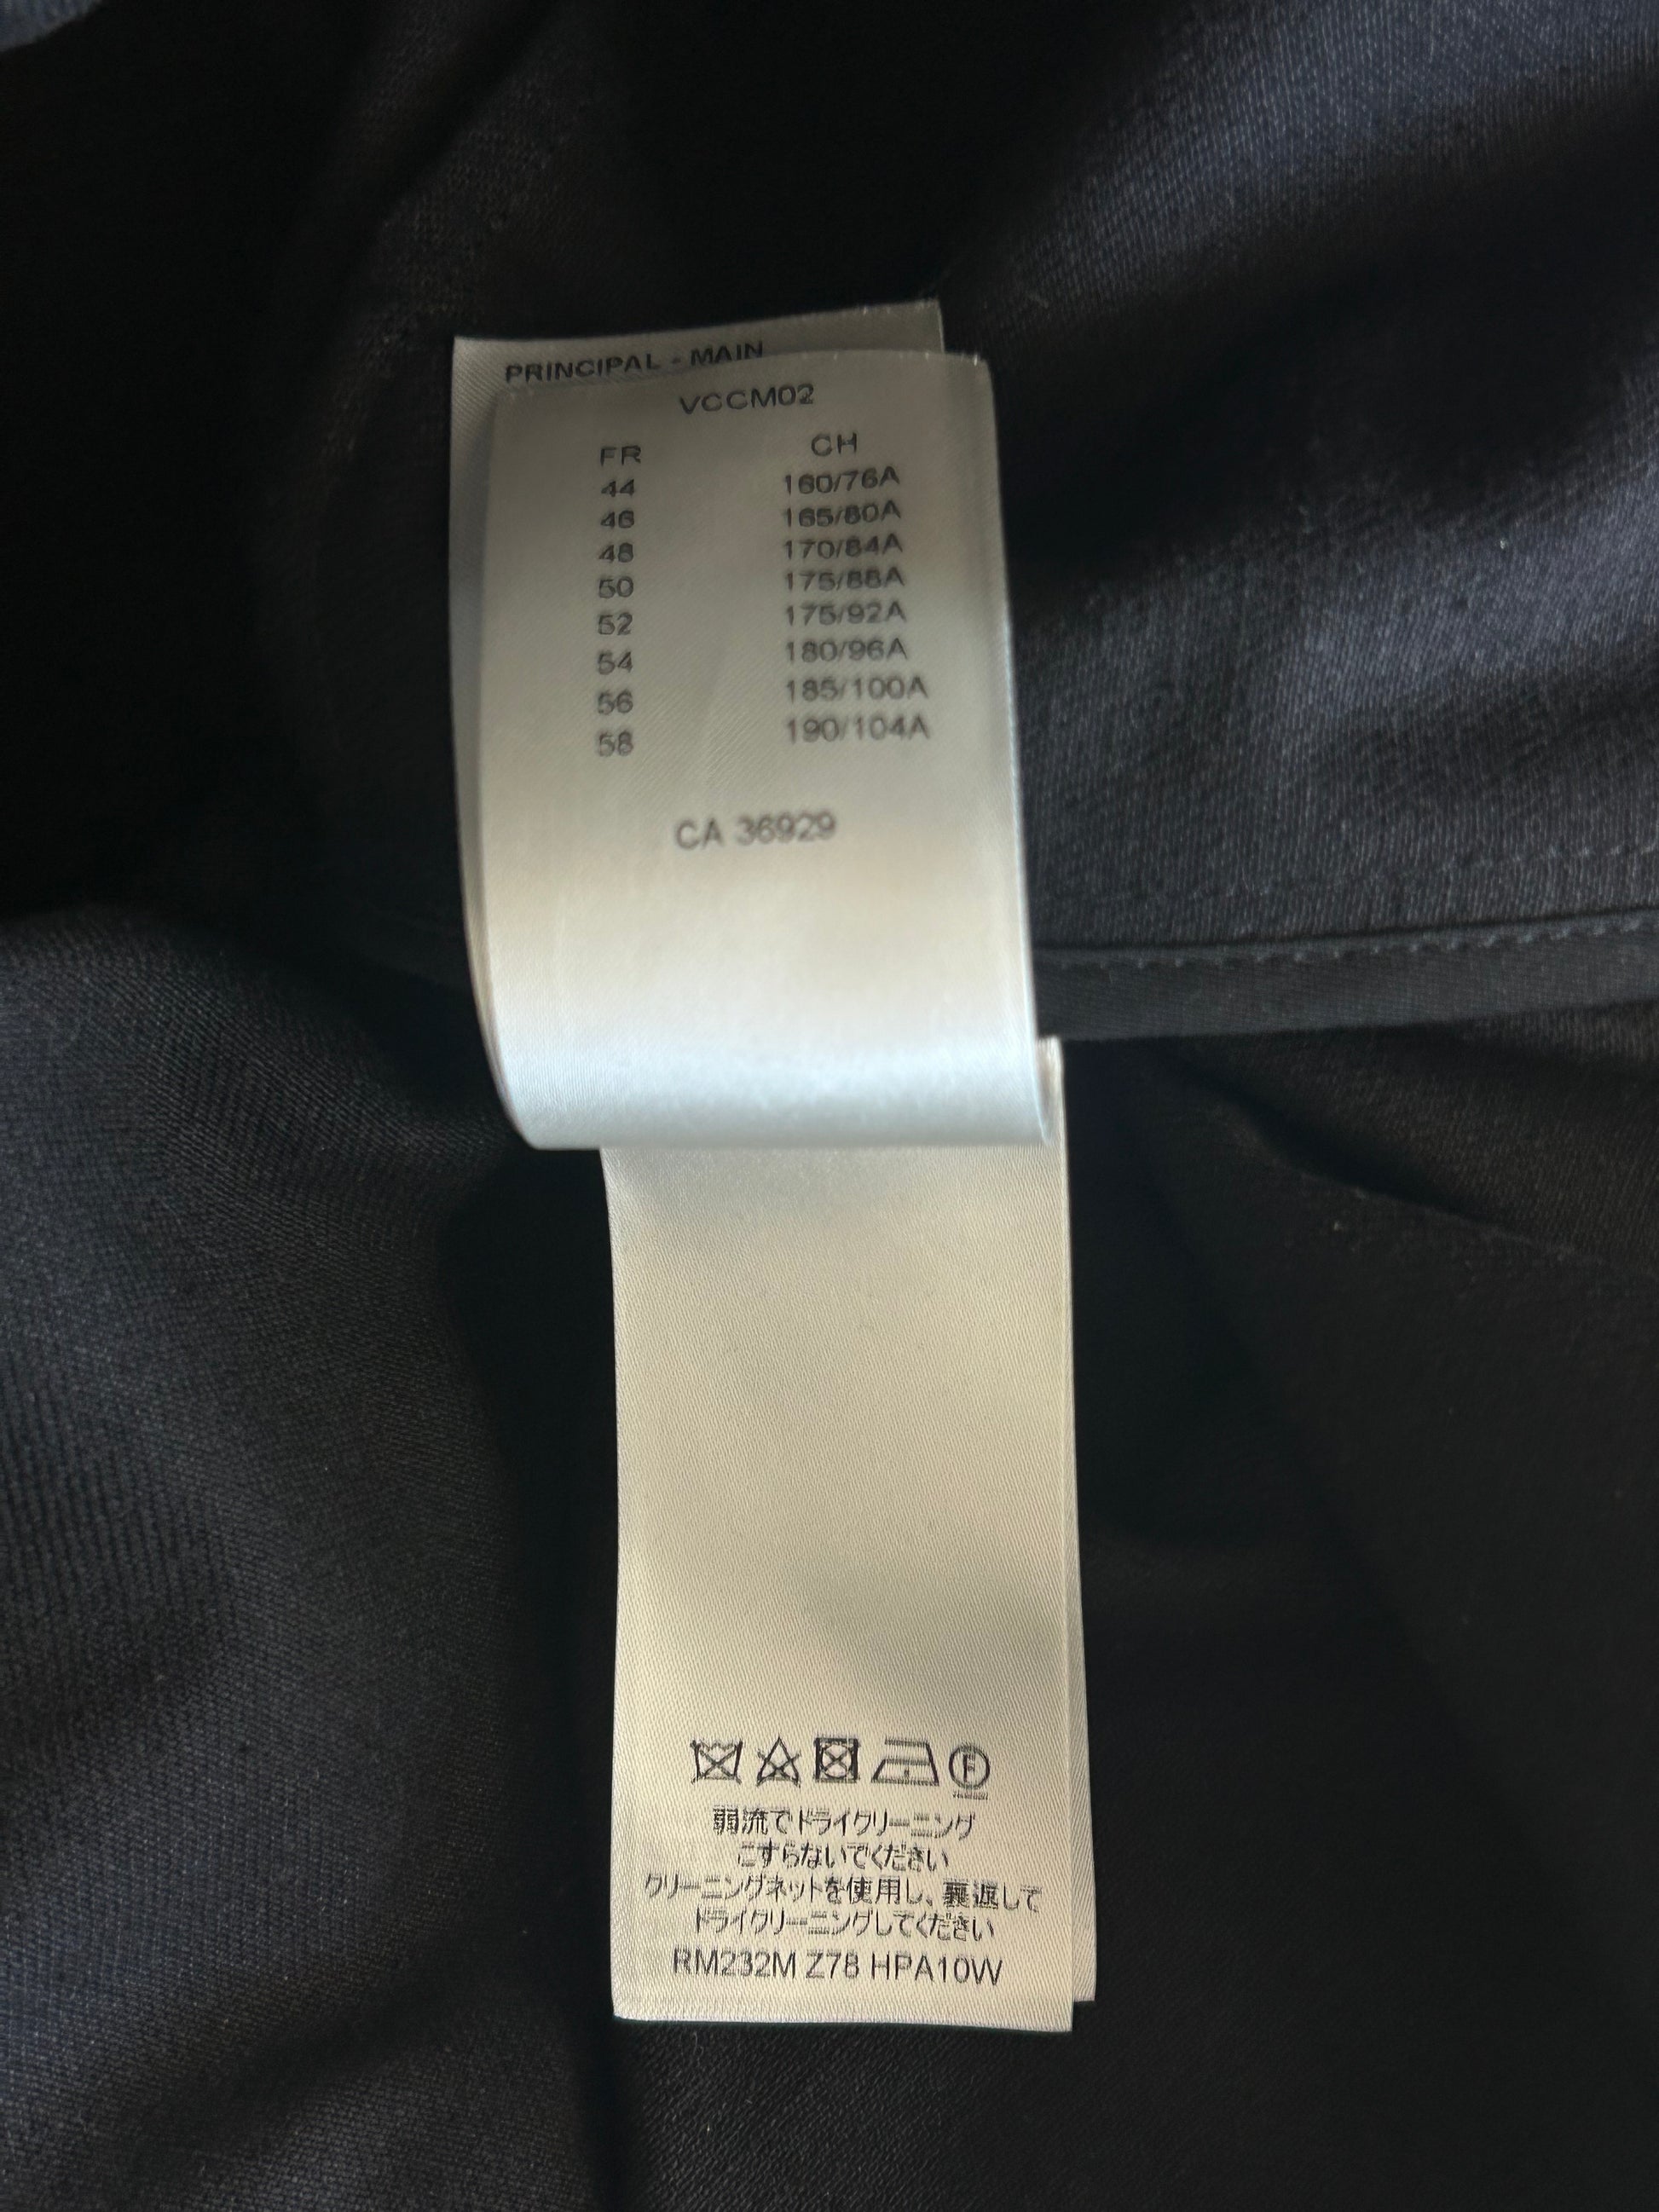 PRINCIPAL - MAIN
VCCM02
FR CH
44 160/76A
46 165/80A
48 170/84A
50 175/88A
52 175/92A
54 180/96A
56 185/100A
58 190/104A
CA 36929
F
弱流でドライクリーニング
こすらないでください
クリーニングネットを使用し、裏返して
ドライクリーニングしてください
RM232M Z78 HPA10W